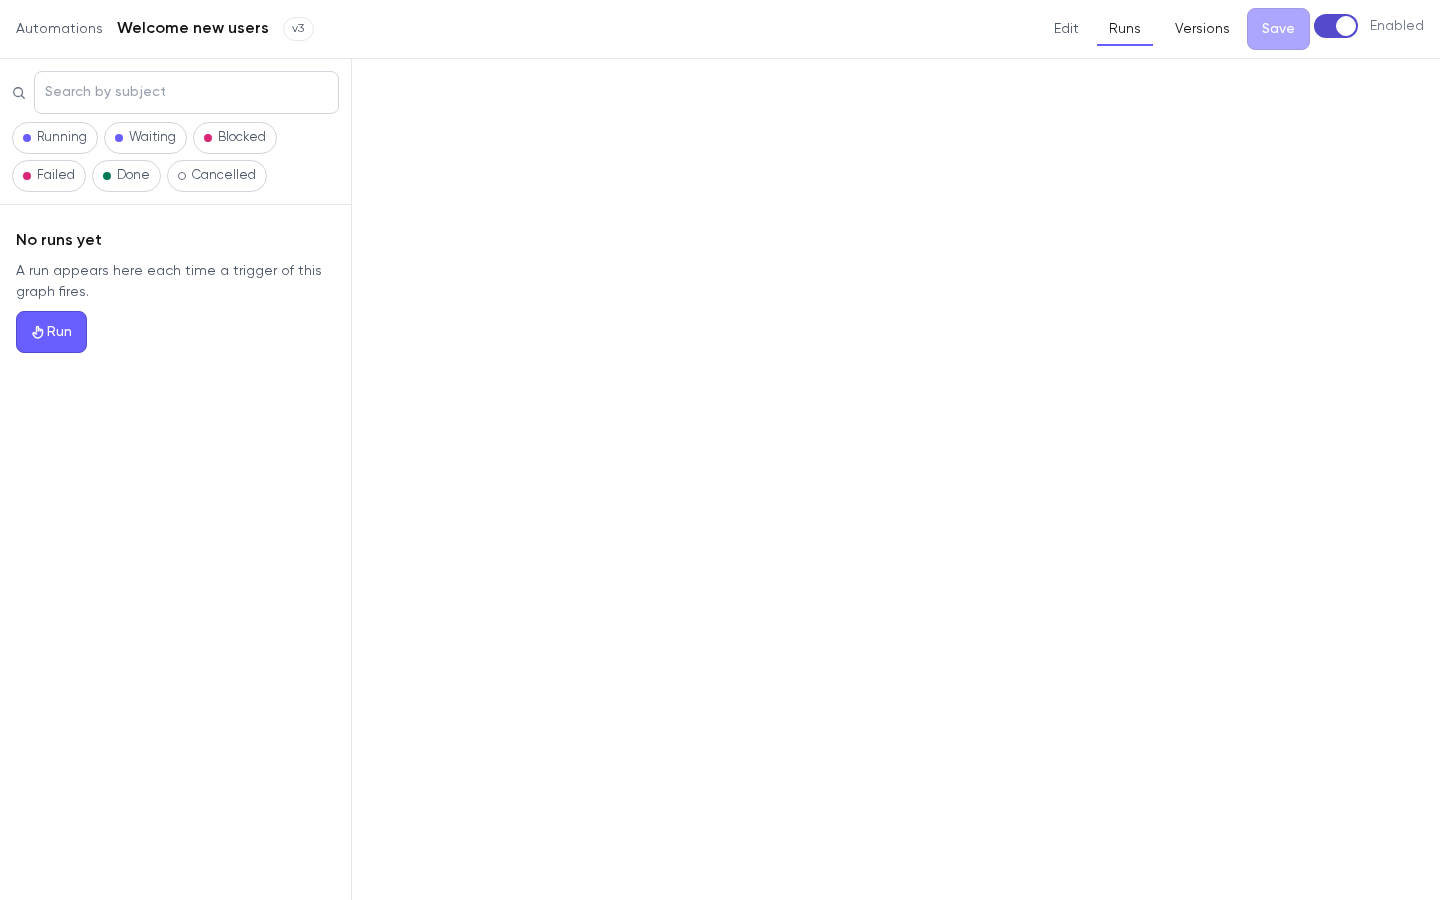 Automations Welcome new users v3 Edit Runs Versions Save Enabled
Search by subject
Running Waiting Blocked
Failed Done Cancelled
No runs yet
A run appears here each time a trigger of this
graph fires.
Run